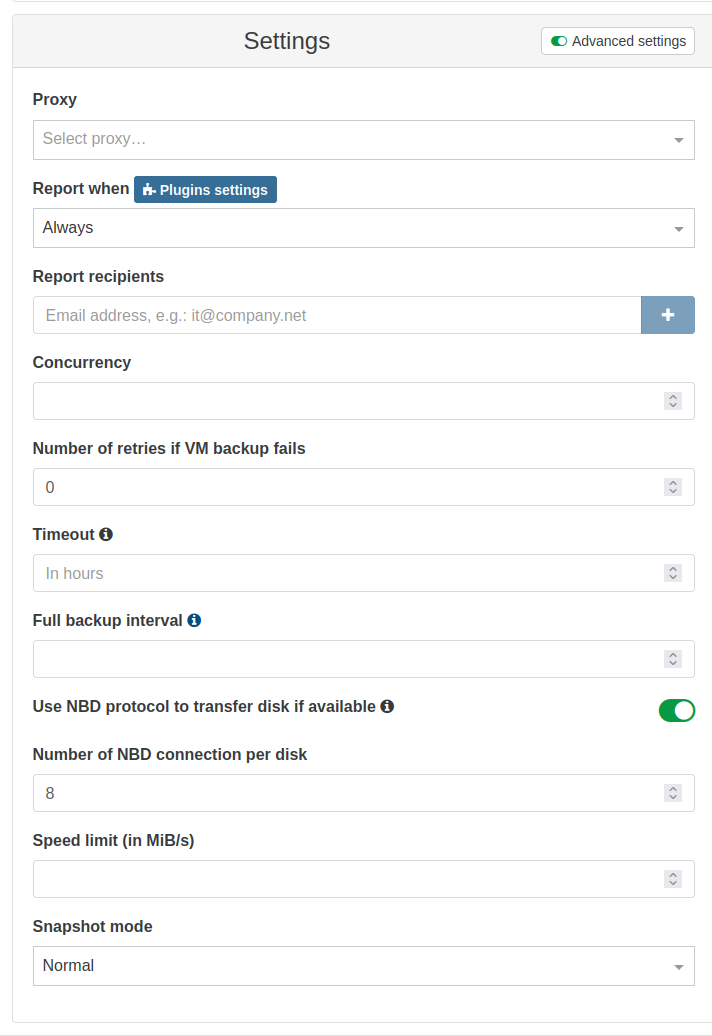 Settings
Advanced settings
Proxy
Select proxy…
Report when
Plugins settings
Always
Report recipients
Email address, e.g.: it@company.net
Concurrency
Number of retries if VM backup fails
0
Timeout
In hours
Full backup interval
Use NBD protocol to transfer disk if available
Number of NBD connection per disk
8
Speed limit (in MiB/s)
Snapshot mode
Normal